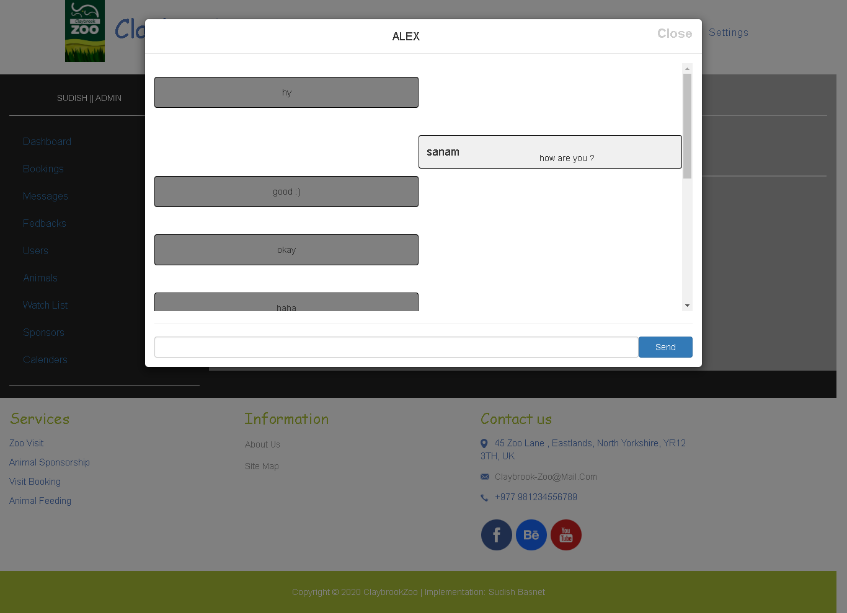 Claybrook
ZOO
Settings
ALEX
Close
SUDISH || ADMIN
Dashboard
Bookings
Messages
Fedbacks
Users
Animals
Watch List
Sponsors
Calenders
hy
sanam
how are you ?
good :)
okay
haha
Send
Services
Zoo Visit
Animal Sponsorship
Visit Booking
Animal Feeding
Information
About Us
Site Map
Contact us
45 Zoo Lane , Eastlands, North Yorkshire, YR12
3TH, UK
Claybrook-Zoo@Mail.Com
+977 981234556789
f
Bē
You
Tube
Copyright © 2020 ClaybrookZoo | Implementation: Sudish Basnet